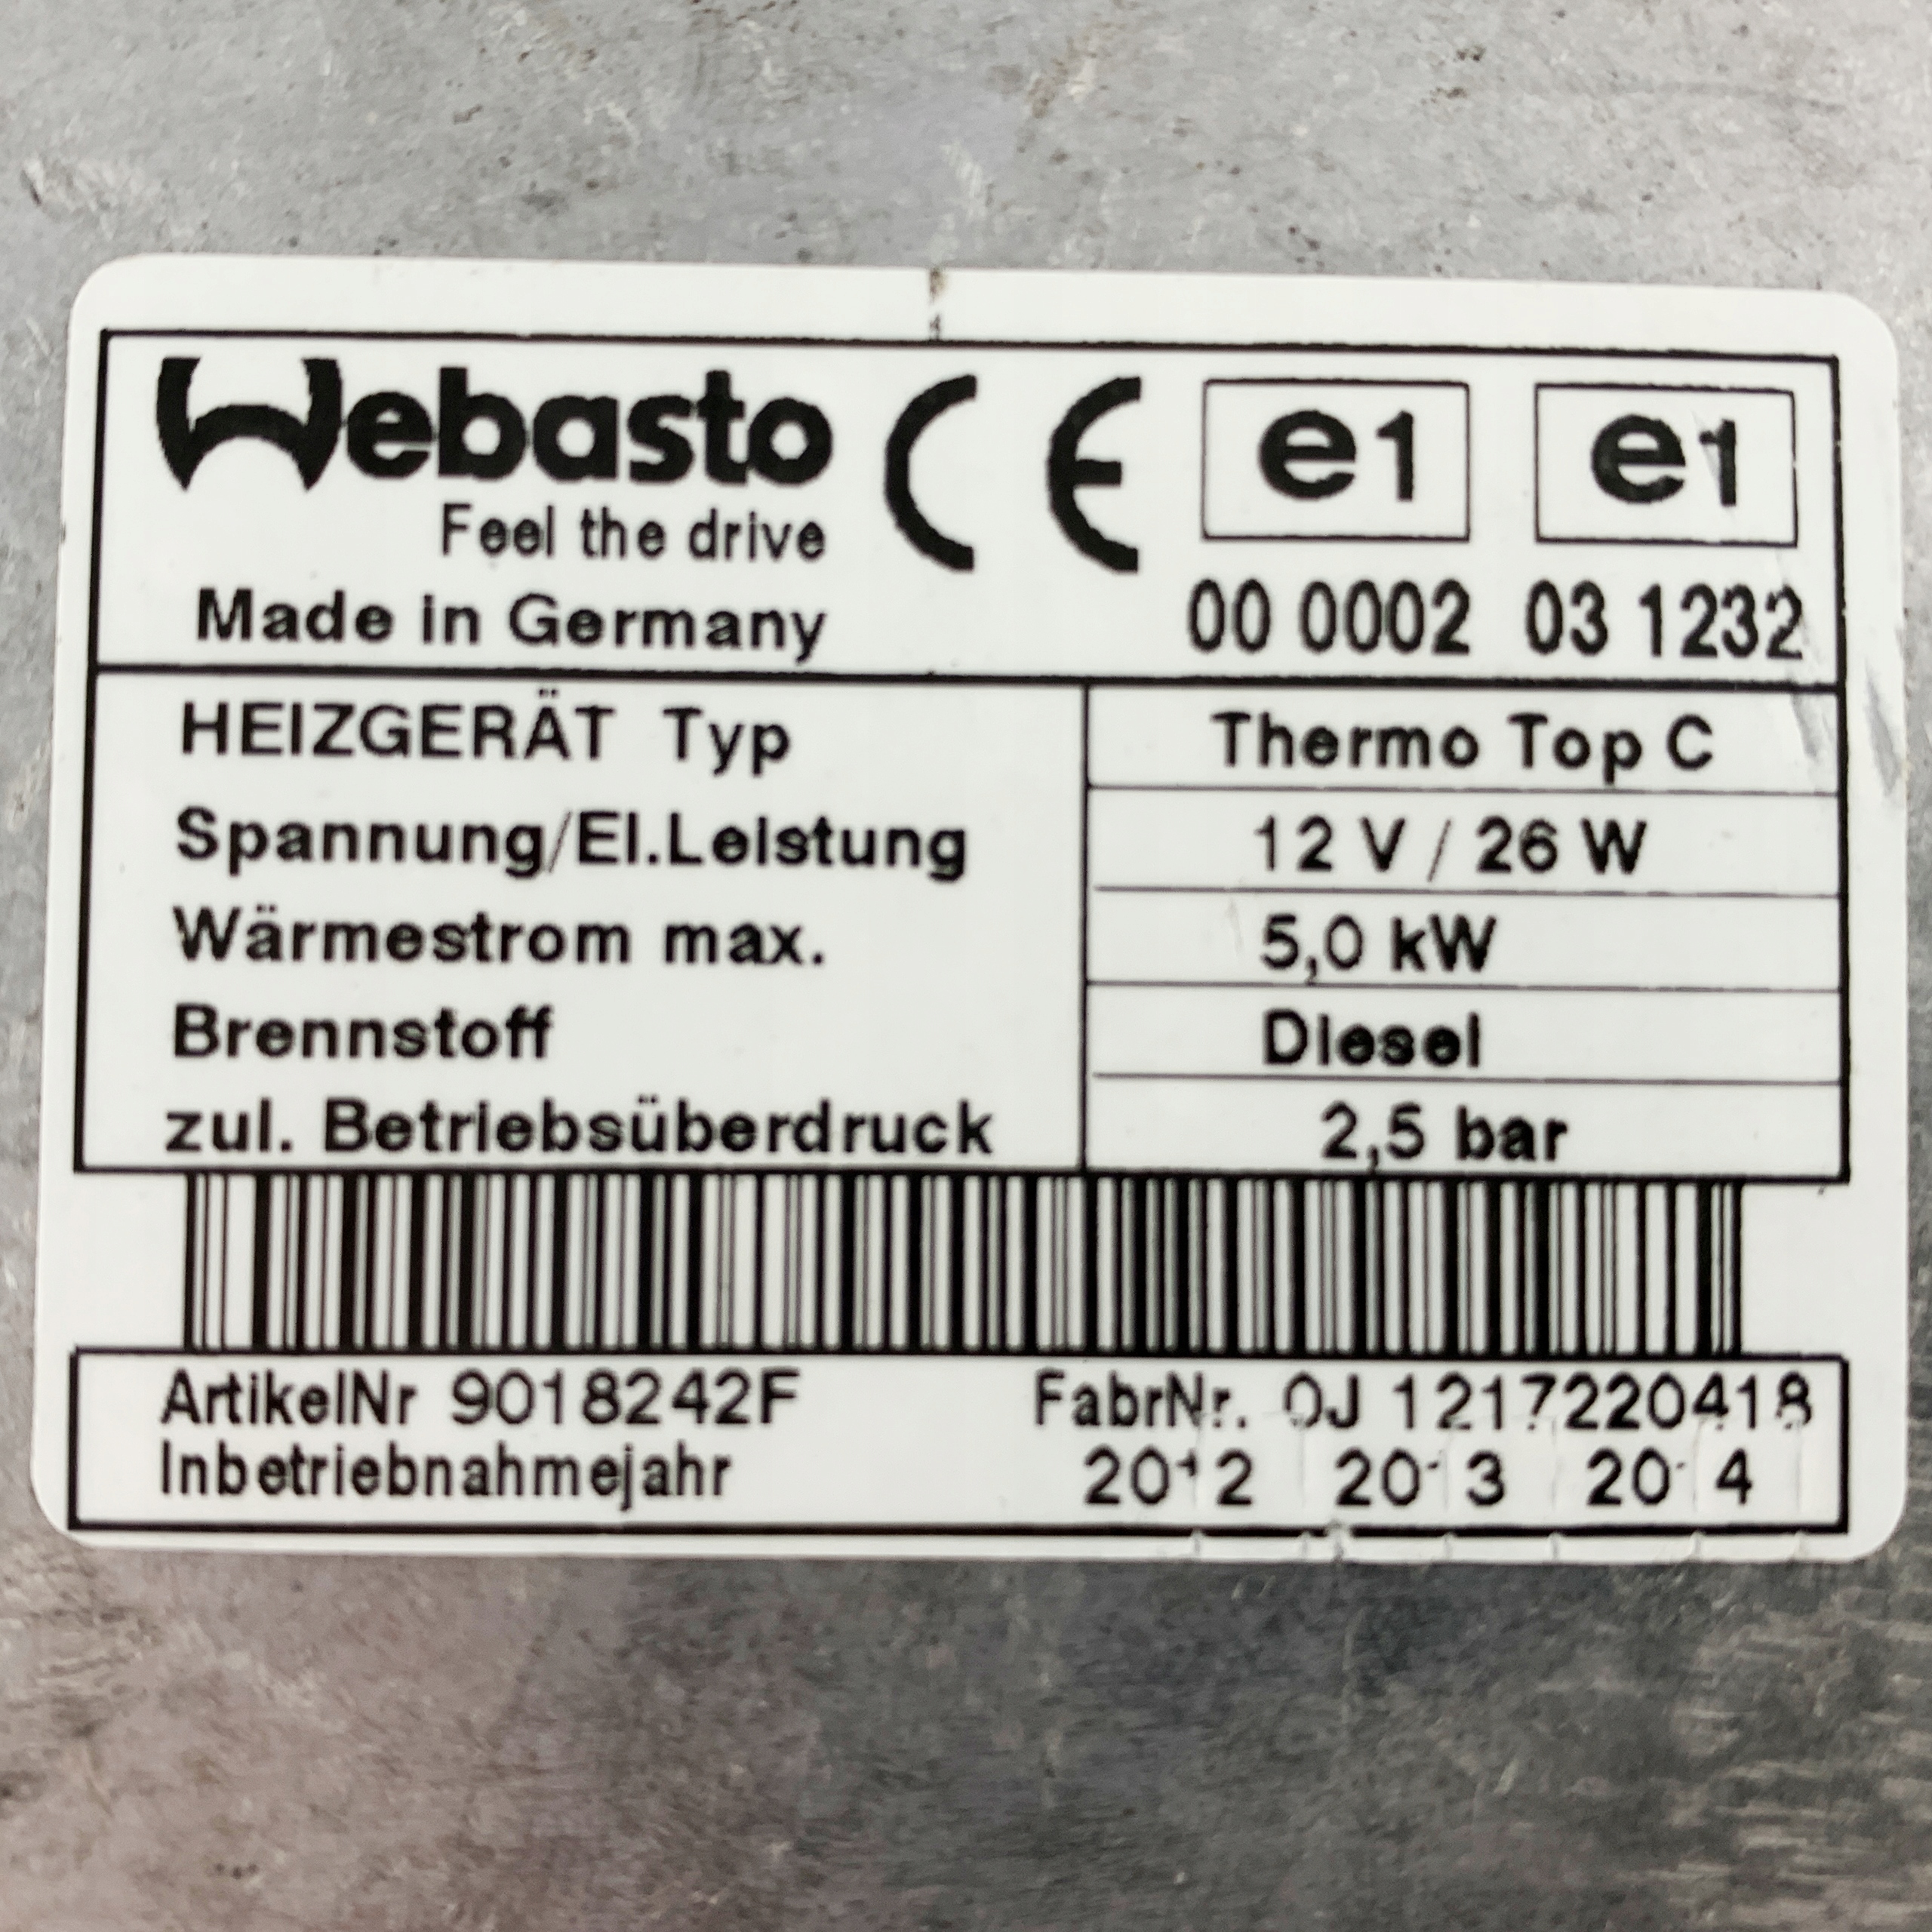 Webasto
Feel the drive
Made in Germany
CE
e1 e1
00 0002 03 1232
HEIZGERÄT Typ Thermo Top C
Spannung/El.Leistung 12 V / 26 W
Wärmestrom max. 5,0 kW
Brennstoff Diesel
zul. Betriebsüberdruck 2,5 bar
ArtikelNr 9018242F FabrNr. 0J 1217220418
Inbetriebnahmejahr 2012 2013 2014